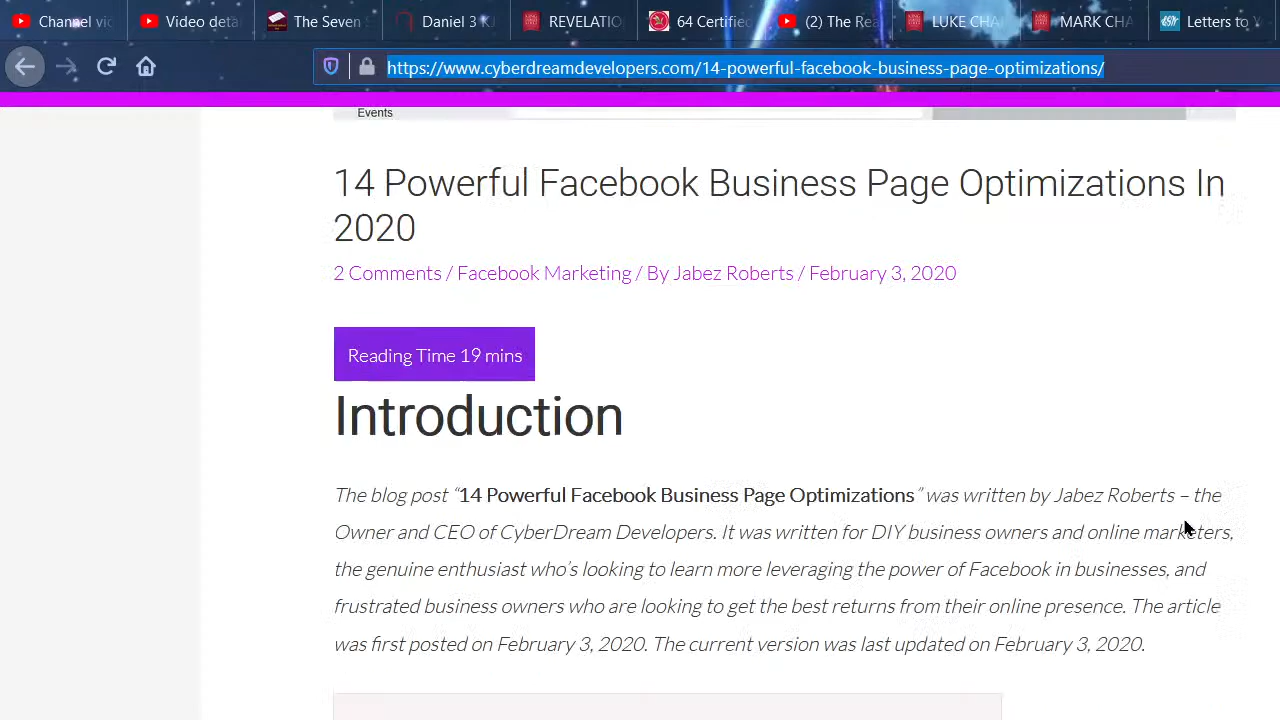 Channel vi
Video deta
The Seven S
Daniel 3 KJ
REVELATIO
64 Certified
(2) The Rea
LUKE CHA
MARK CHA
Letters to Y
https://www.cyberdreamdevelopers.com/14-powerful-facebook-business-page-optimizations/
Events
14 Powerful Facebook Business Page Optimizations In
2020
2 Comments / Facebook Marketing / By Jabez Roberts / February 3, 2020
Reading Time 19 mins
Introduction
The blog post “14 Powerful Facebook Business Page Optimizations” was written by Jabez Roberts – the
Owner and CEO of CyberDream Developers. It was written for DIY business owners and online marketers,
the genuine enthusiast who’s looking to learn more leveraging the power of Facebook in businesses, and
frustrated business owners who are looking to get the best returns from their online presence. The article
was first posted on February 3, 2020. The current version was last updated on February 3, 2020.